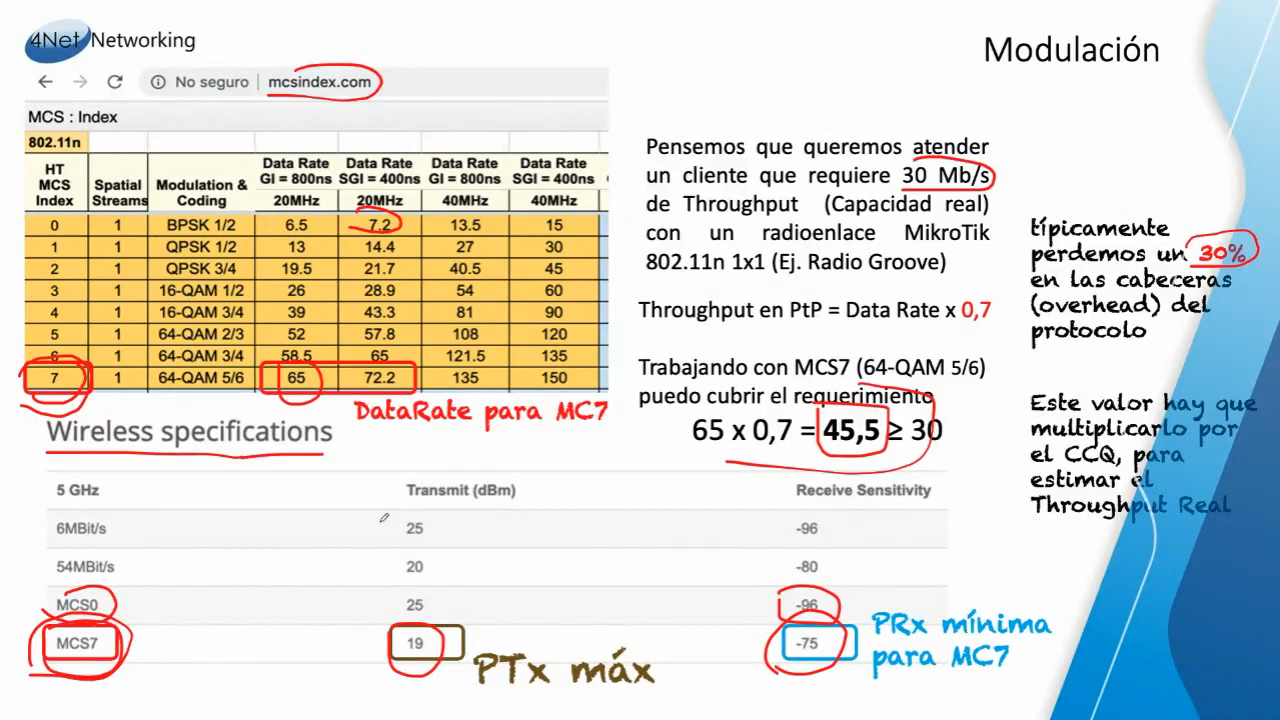 4Net Networking
Modulación
No seguro | mcsindex.com
MCS : Index
802.11n
HT MCS Index | Spatial Streams | Modulation & Coding | Data Rate GI = 800ns | Data Rate SGI = 400ns | Data Rate GI = 800ns | Data Rate SGI = 400ns
20MHz | 20MHz | 40MHz | 40MHz
0 1 BPSK 1/2 6.5 7.2 13.5 15
1 1 QPSK 1/2 13 14.4 27 30
2 1 QPSK 3/4 19.5 21.7 40.5 45
3 1 16-QAM 1/2 26 28.9 54 60
4 1 16-QAM 3/4 39 43.3 81 90
5 1 64-QAM 2/3 52 57.8 108 120
6 1 64-QAM 3/4 58.5 65 121.5 135
7 1 64-QAM 5/6 65 72.2 135 150
DataRate para MC7
Pensemos que queremos atender
un cliente que requiere 30 Mb/s
de Throughput (Capacidad real)
con un radioenlace MikroTik
802.11n 1x1 (Ej. Radio Groove)
Throughput en PtP = Data Rate x 0,7
Trabajando con MCS7 (64-QAM 5/6)
puedo cubrir el requerimiento
65 x 0,7 = 45,5 ≥ 30
típicamente
perdemos un 30%
en las cabeceras
(overhead) del
protocolo
Este valor hay que
multiplicarlo por
el CCQ, para
estimar el
Throughput Real
Wireless specifications
5 GHz Transmit (dBm) Receive Sensitivity
6MBit/s 25 -96
54MBit/s 20 -80
MCS0 25 -96
MCS7 19 -75
PTx máx
PRx mínima
para MC7